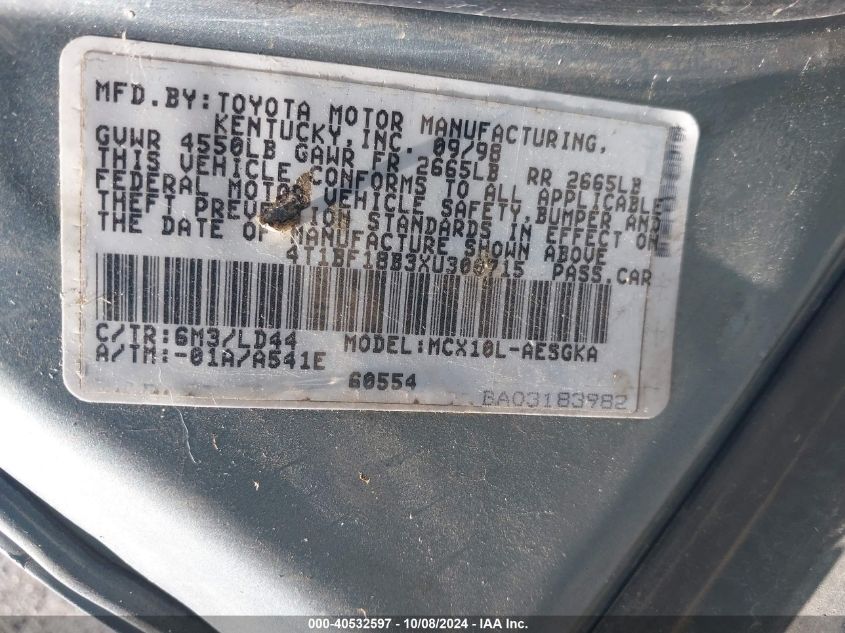 MFD.BY:TOYOTA MOTOR MANUFACTURING,
KENTUCKY,INC. 09/98
GVWR 4550LB GAWR FR 2665LB RR 2665LB
THIS VEHICLE CONFORMS TO ALL APPLICABLE
FEDERAL MOTOR VEHICLE SAFETY,BUMPER AND
THEFT PREVENTION STANDARDS IN EFFECT ON
THE DATE OF MANUFACTURE SHOWN ABOVE
PASS.CAR
C/TR:6M3/LD44 MODEL:MCX10L-AESGKA
A/TM:-01A/A541E
60554
BA03183982
000-40532597 - 10/08/2024 - IAAI.COM